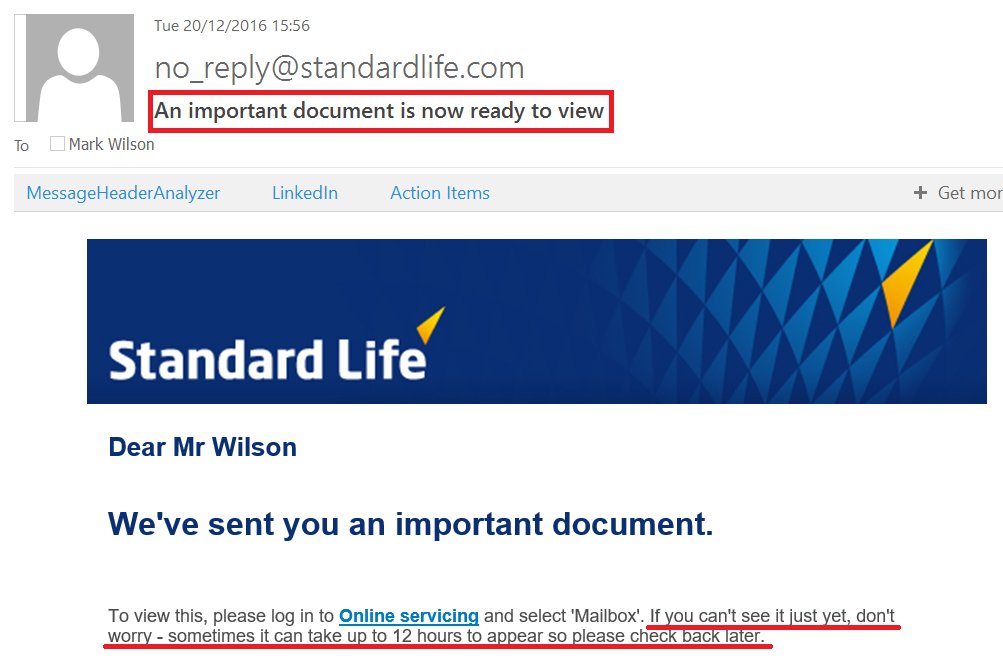 Tue 20/12/2016 15:56
no_reply@standardlife.com
An important document is now ready to view
To Mark Wilson
MessageHeaderAnalyzer LinkedIn Action Items + Get mor
Standard Life
Dear Mr Wilson
We've sent you an important document.
To view this, please log in to Online servicing and select 'Mailbox'. If you can't see it just yet, don't
worry - sometimes it can take up to 12 hours to appear so please check back later.